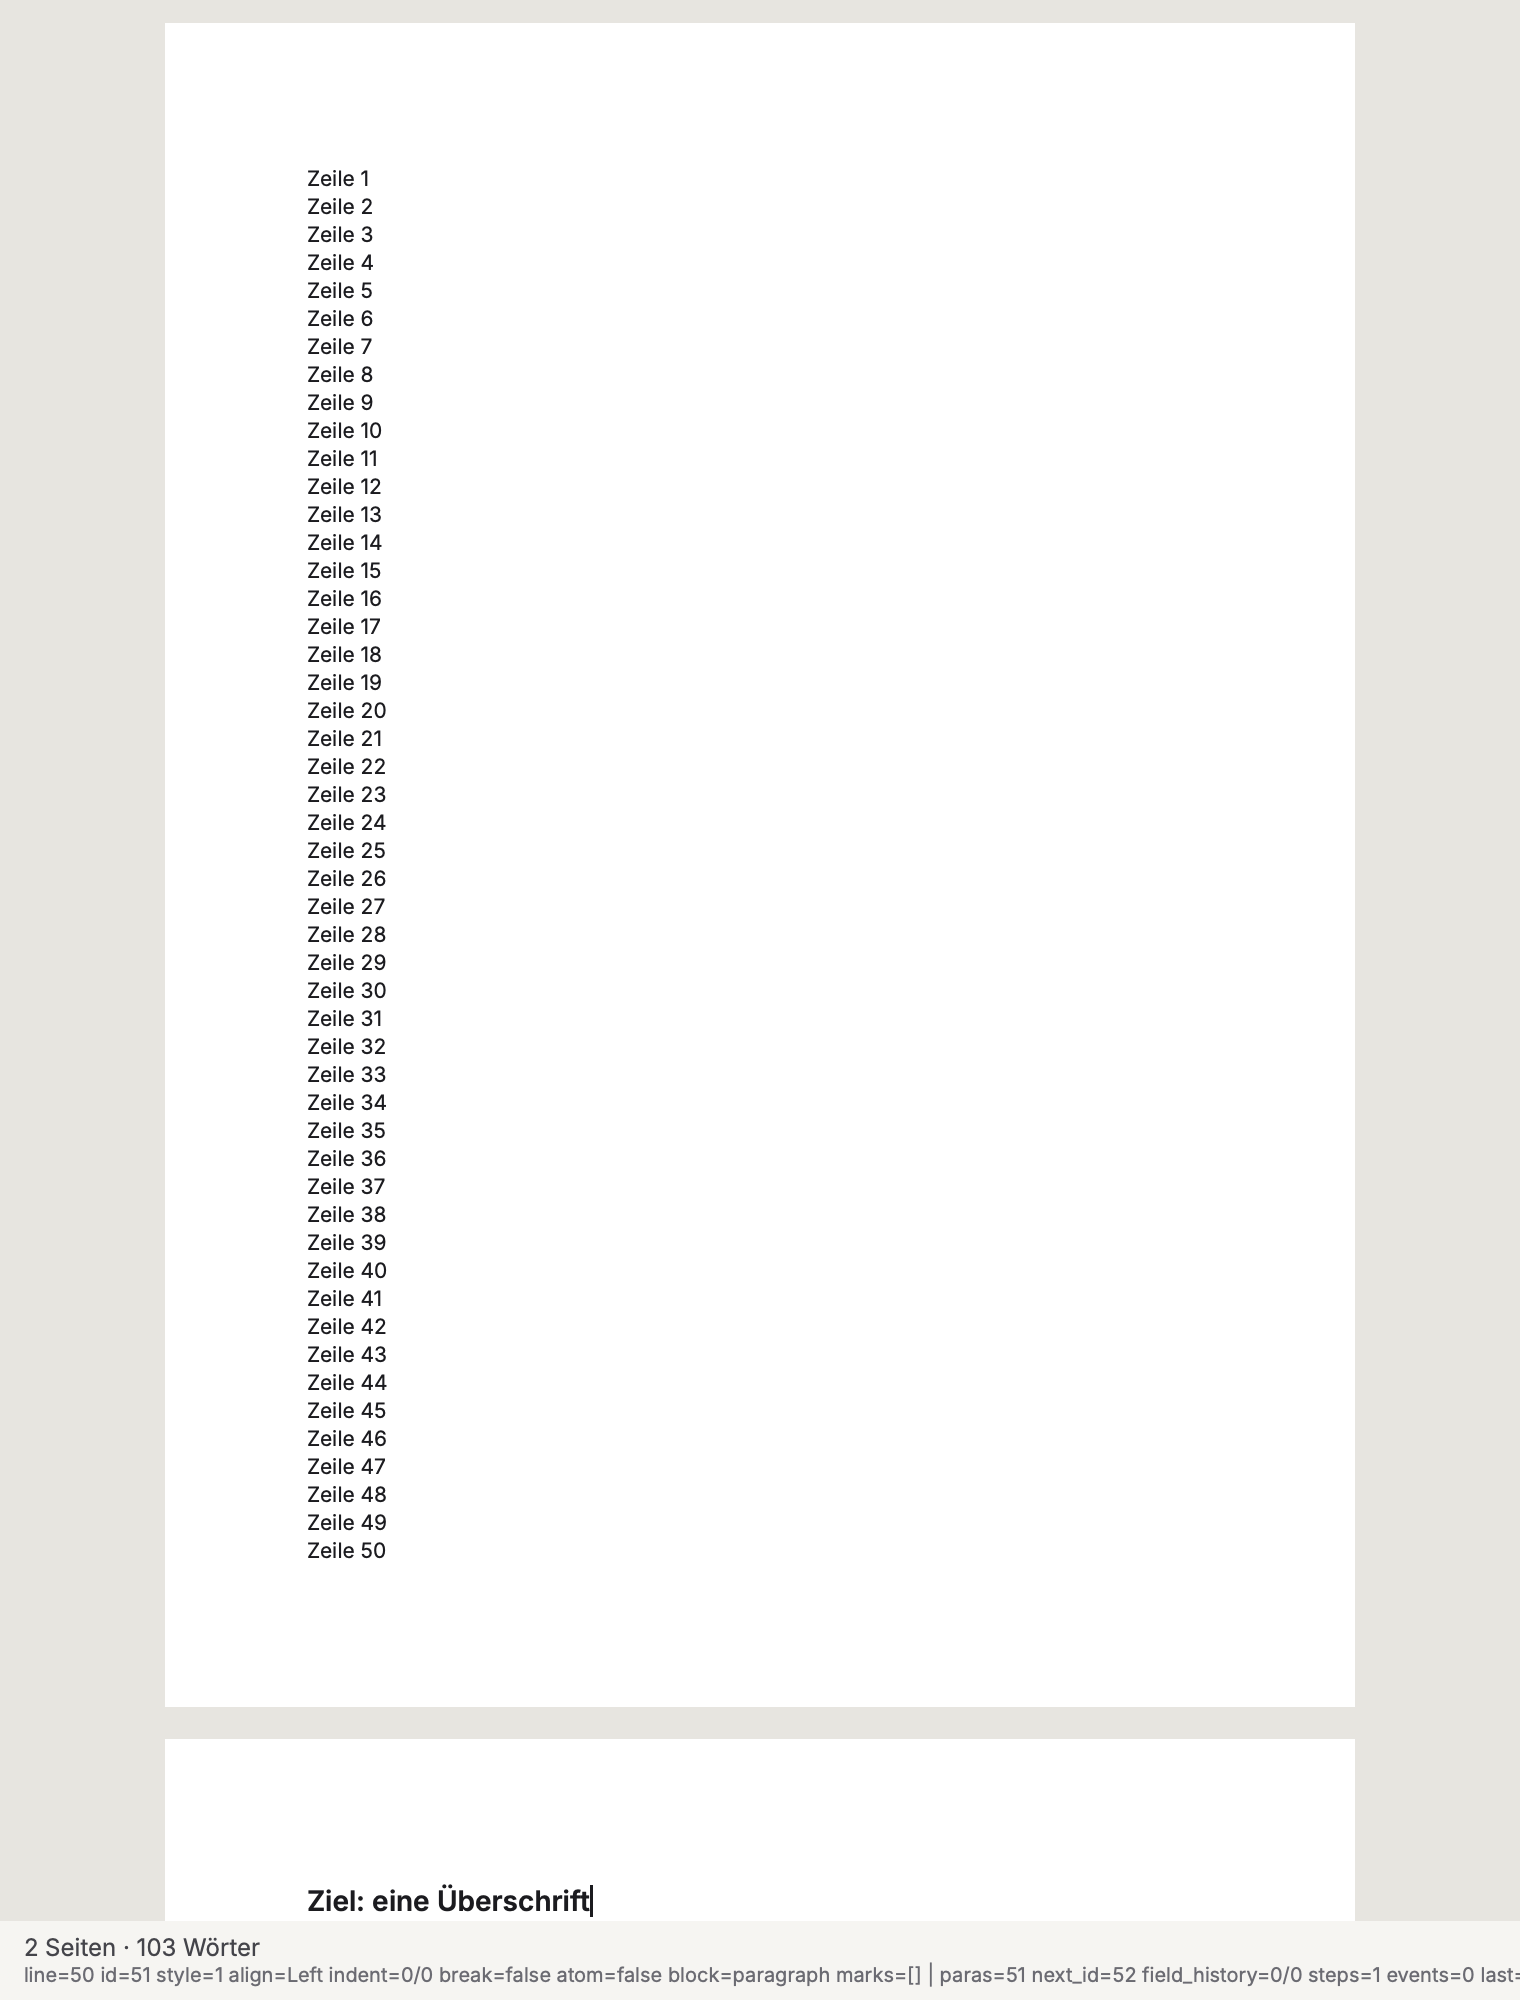 Zeile 1
Zeile 2
Zeile 3
Zeile 4
Zeile 5
Zeile 6
Zeile 7
Zeile 8
Zeile 9
Zeile 10
Zeile 11
Zeile 12
Zeile 13
Zeile 14
Zeile 15
Zeile 16
Zeile 17
Zeile 18
Zeile 19
Zeile 20
Zeile 21
Zeile 22
Zeile 23
Zeile 24
Zeile 25
Zeile 26
Zeile 27
Zeile 28
Zeile 29
Zeile 30
Zeile 31
Zeile 32
Zeile 33
Zeile 34
Zeile 35
Zeile 36
Zeile 37
Zeile 38
Zeile 39
Zeile 40
Zeile 41
Zeile 42
Zeile 43
Zeile 44
Zeile 45
Zeile 46
Zeile 47
Zeile 48
Zeile 49
Zeile 50
Ziel: eine Überschrift
2 Seiten · 103 Wörter
line=50 id=51 style=1 align=Left indent=0/0 break=false atom=false block=paragraph marks=[] | paras=51 next_id=52 field_history=0/0 steps=1 events=0 last=